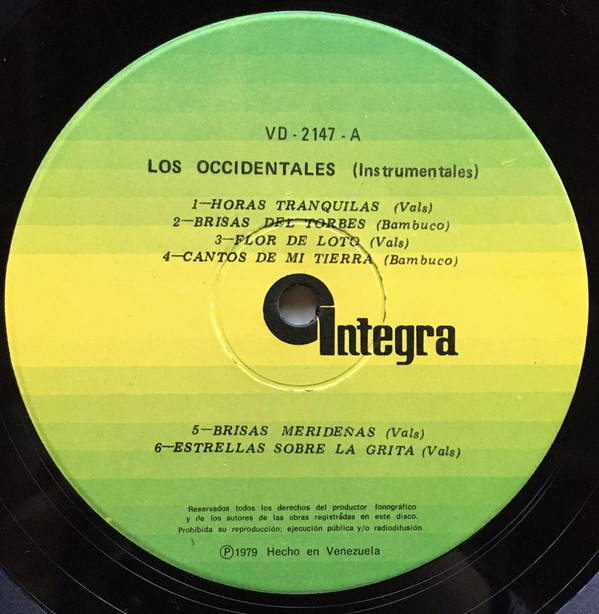 VD - 2147 - A
LOS OCCIDENTALES (Instrumentales)
1—HORAS TRANQUILAS (Vals)
2—BRISAS DEL TORBES (Bambuco)
3—FLOR DE LOTO (Vals)
4—CANTOS DE MI TIERRA (Bambuco)
integra
5—BRISAS MERIDEÑAS (Vals)
6—ESTRELLAS SOBRE LA GRITA (Vals)
Reservados todos los derechos del productor fonográfico
y de los autores de las obras registradas en este disco.
Prohibida su reproducción; ejecución pública y/o radiodifusión.
Ⓟ1979 Hecho en Venezuela